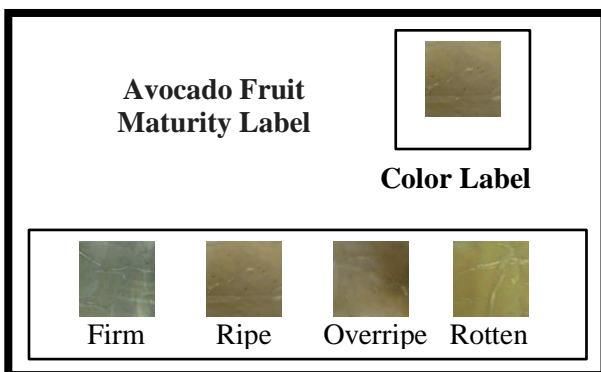 Avocado Fruit
Maturity Label
Color Label
Firm Ripe Overripe Rotten